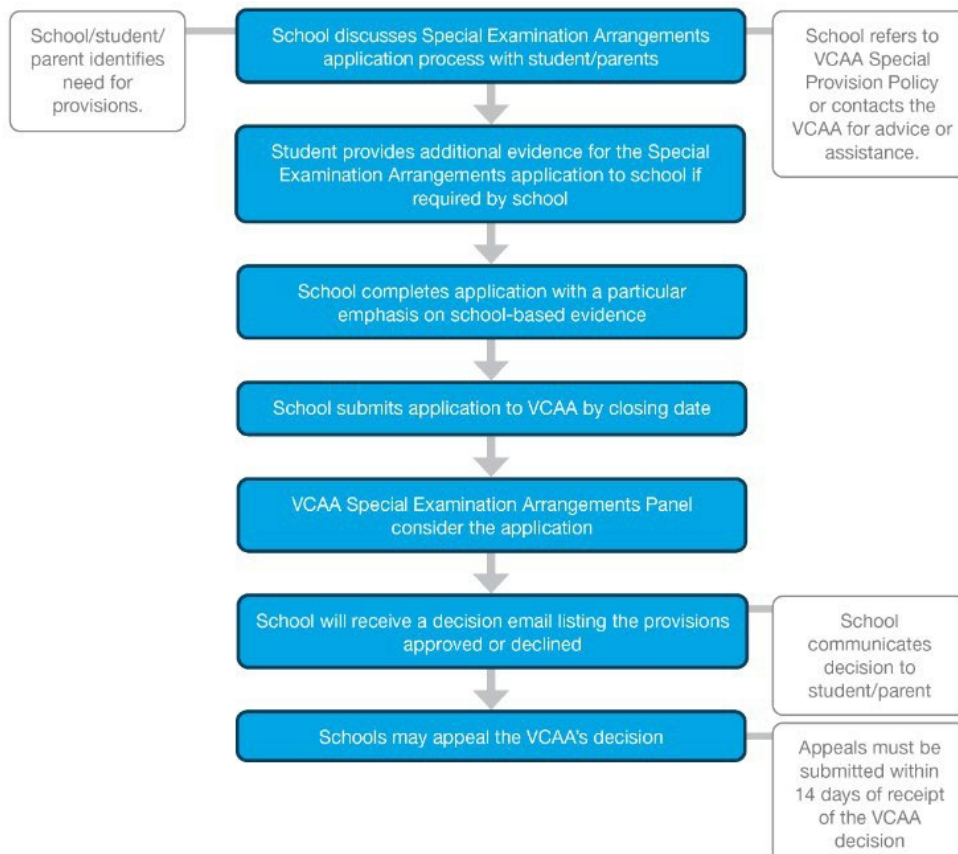 School/student/
parent identifies
need for
provisions.
School discusses Special Examination Arrangements
application process with student/parents
School refers to
VCAA Special
Provision Policy
or contacts the
VCAA for advice or
assistance.
Student provides additional evidence for the Special
Examination Arrangements application to school if
required by school
School completes application with a particular
emphasis on school-based evidence
School submits application to VCAA by closing date
VCAA Special Examination Arrangements Panel
consider the application
School will receive a decision email listing the provisions
approved or declined
School
communicates
decision to
student/parent
Schools may appeal the VCAA's decision
Appeals must be
submitted within
14 days of receipt
of the VCAA
decision